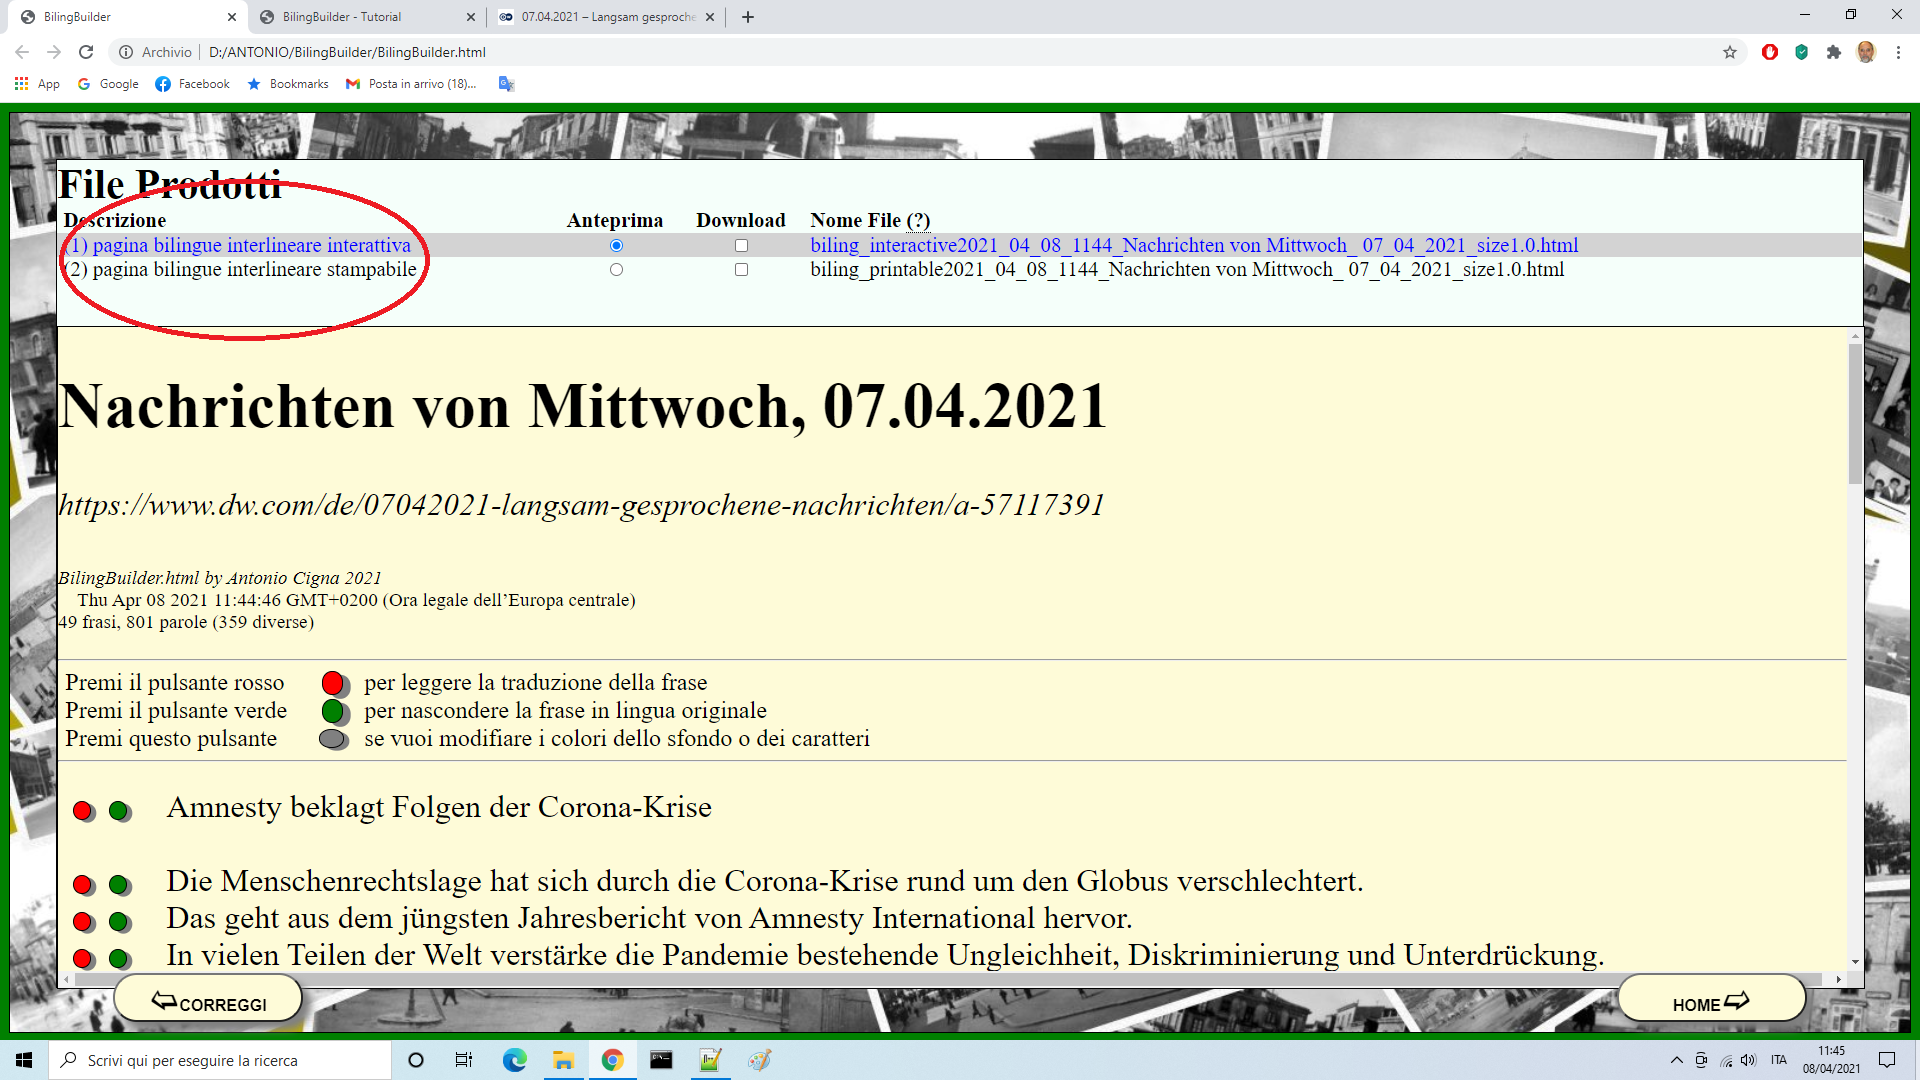 BilingBuilder
BilingBuilder - Tutorial
07.04.2021 – Langsam gesproche
Archivio
D:/ANTONIO/BilingBuilder/BilingBuilder.html
App
Google
Facebook
Bookmarks
Posta in arrivo (18)...
File Prodotti
Descrizione Anteprima Download Nome File (?)
(1) pagina bilingue interlineare interattiva biling_interactive2021_04_08_1144_Nachrichten von Mittwoch_ 07_04_2021_size1.0.html
(2) pagina bilingue interlineare stampabile biling_printable2021_04_08_1144_Nachrichten von Mittwoch_ 07_04_2021_size1.0.html
Nachrichten von Mittwoch, 07.04.2021
https://www.dw.com/de/07042021-langsam-gesprochene-nachrichten/a-57117391
BilingBuilder.html by Antonio Cigna 2021
Thu Apr 08 2021 11:44:46 GMT+0200 (Ora legale dell’Europa centrale)
49 frasi, 801 parole (359 diverse)
Premi il pulsante rosso per leggere la traduzione della frase
Premi il pulsante verde per nascondere la frase in lingua originale
Premi questo pulsante se vuoi modifiare i colori dello sfondo o dei caratteri
Amnesty beklagt Folgen der Corona-Krise
Die Menschenrechtslage hat sich durch die Corona-Krise rund um den Globus verschlechtert.
Das geht aus dem jüngsten Jahresbericht von Amnesty International hervor.
In vielen Teilen der Welt verstärke die Pandemie bestehende Ungleichheit, Diskriminierung und Unterdrückung.
CORREGGI
HOME
Scrivi qui per eseguire la ricerca
ITA
11:45
08/04/2021